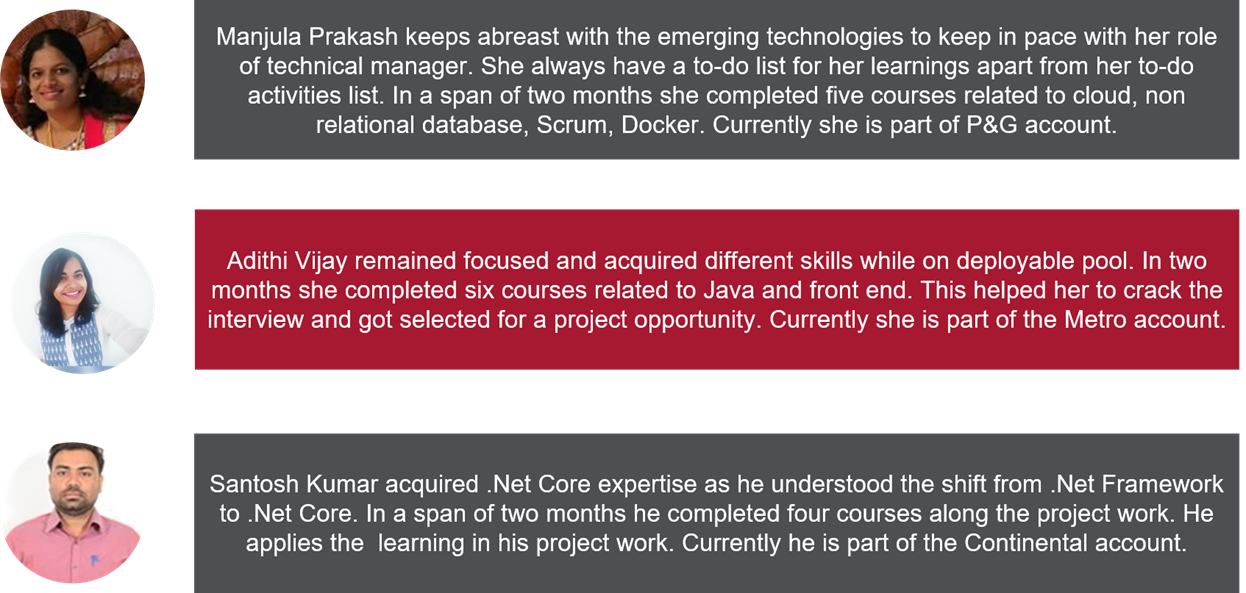 Manjula Prakash keeps abreast with the emerging technologies to keep in pace with her role
of technical manager. She always have a to-do list for her learnings apart from her to-do
activities list. In a span of two months she completed five courses related to cloud, non
relational database, Scrum, Docker. Currently she is part of P&G account.
Adithi Vijay remained focused and acquired different skills while on deployable pool. In two
months she completed six courses related to Java and front end. This helped her to crack the
interview and got selected for a project opportunity. Currently she is part of the Metro account.
Santosh Kumar acquired .Net Core expertise as he understood the shift from .Net Framework
to .Net Core. In a span of two months he completed four courses along the project work. He
applies the  learning in his project work. Currently he is part of the Continental account.